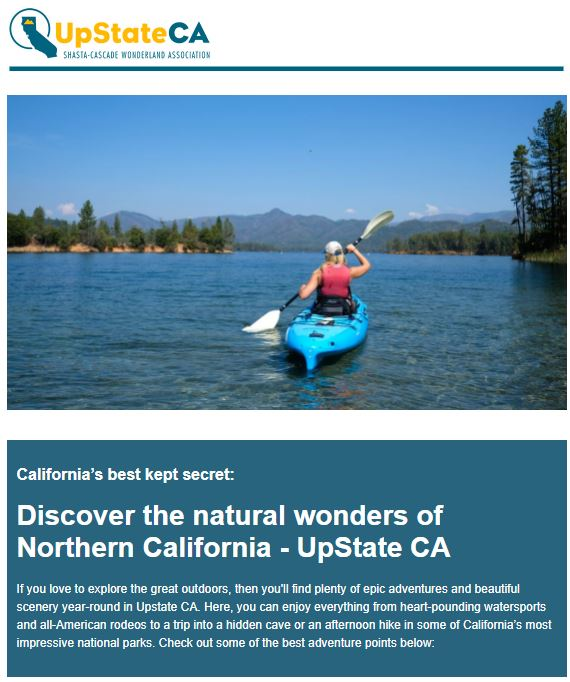 UpStateCA
SHASTA-CASCADE WONDERLAND ASSOCIATION
California’s best kept secret:
Discover the natural wonders of
Northern California - UpState CA
If you love to explore the great outdoors, then you'll find plenty of epic adventures and beautiful
scenery year-round in Upstate CA. Here, you can enjoy everything from heart-pounding watersports
and all-American rodeos to a trip into a hidden cave or an afternoon hike in some of California’s most
impressive national parks. Check out some of the best adventure points below: